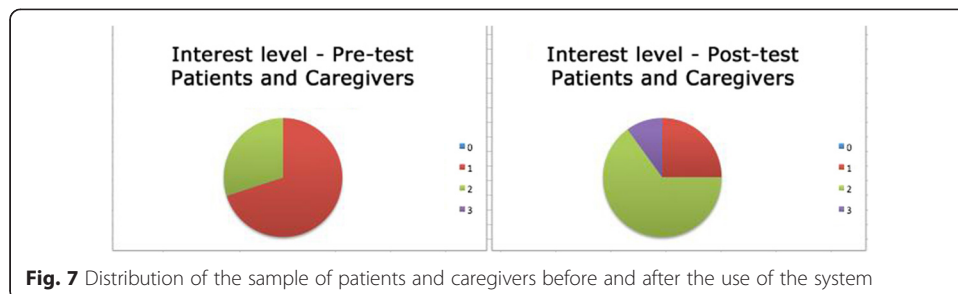 Interest level - Pre-test
Patients and Caregivers
0
1
2
3
Interest level - Post-test
Patients and Caregivers
0
1
2
3
Fig. 7 Distribution of the sample of patients and caregivers before and after the use of the system